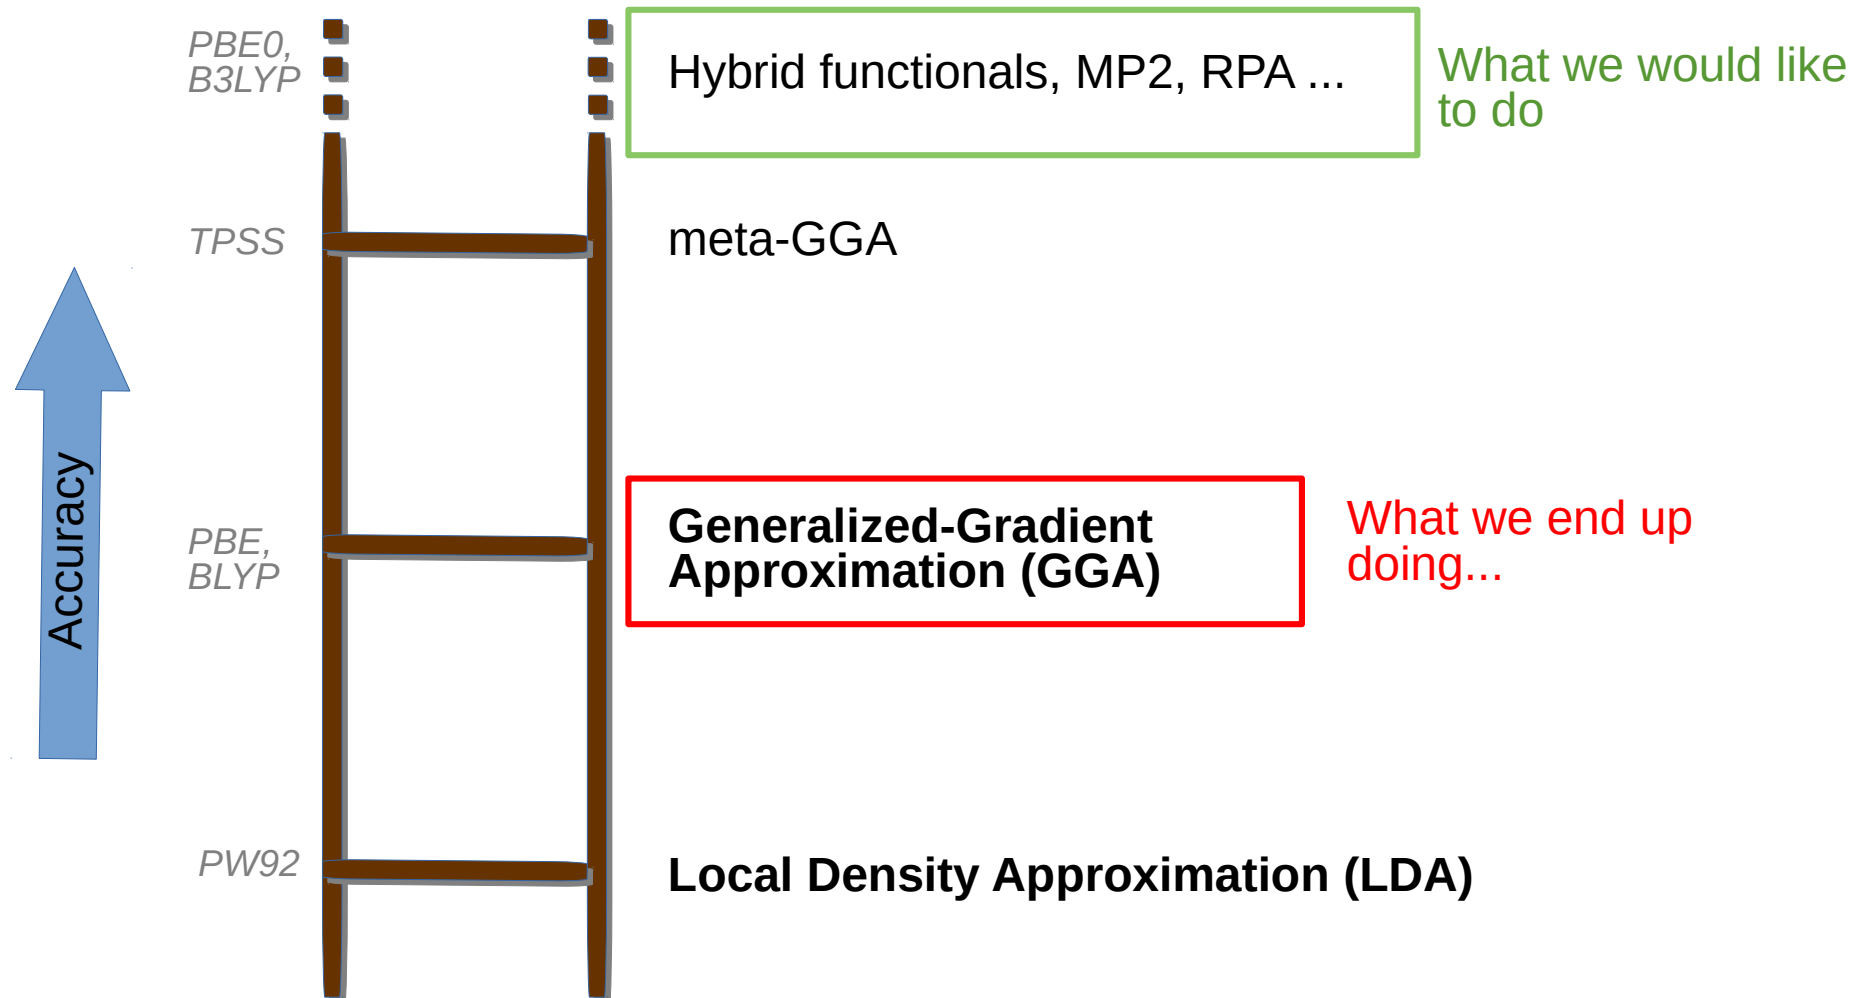 PBE0,
B3LYP
Hybrid functionals, MP2, RPA ...
What we would like
to do
TPSS
meta-GGA
Accuracy
PBE,
BLYP
Generalized-Gradient
Approximation (GGA)
What we end up
doing...
PW92
Local Density Approximation (LDA)